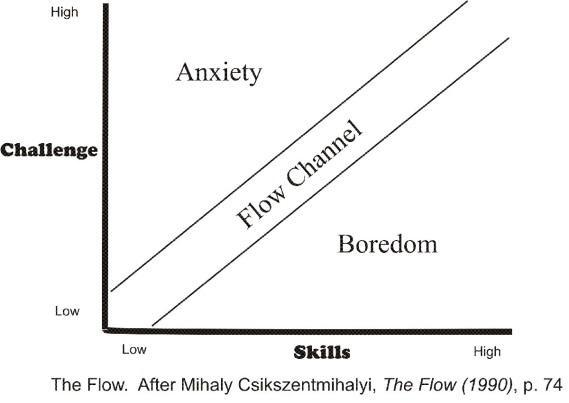 High
Anxiety
Challenge
Flow Channel
Boredom
Low
Low
Skills
High
The Flow. After Mihaly Csikszentmihalyi, The Flow (1990), p. 74